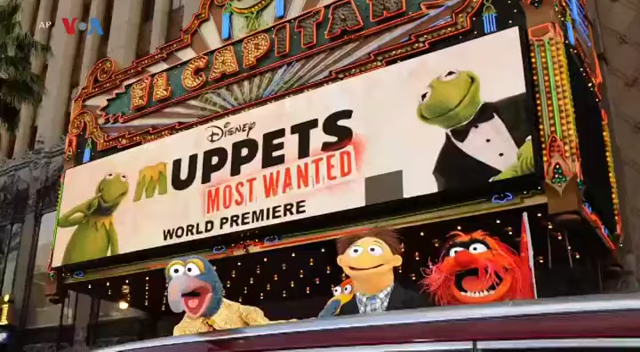 AP VOA
EL CAPITAN
DISNEY
MUPPETS
MOST WANTED
WORLD PREMIERE